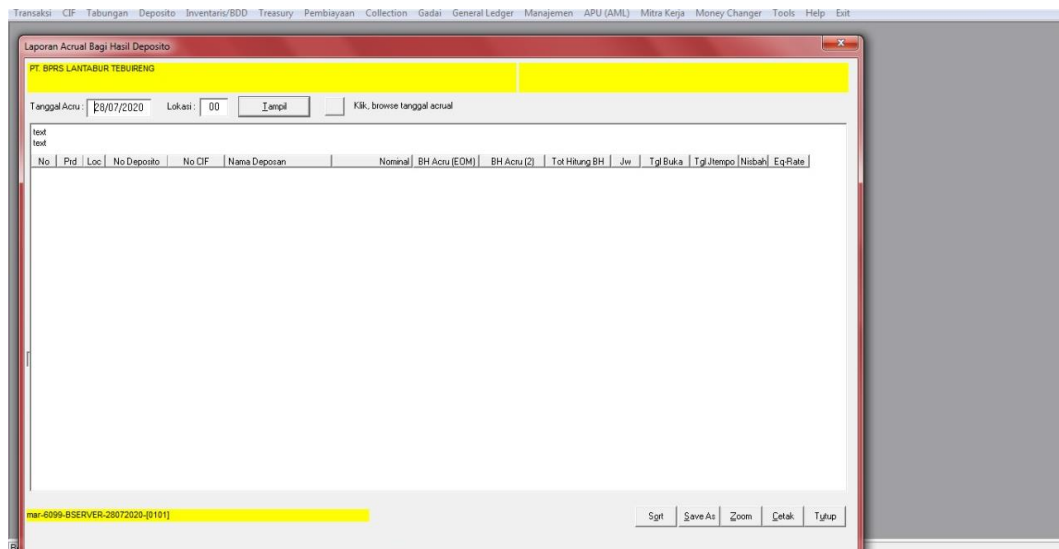 Transaksi CIF Tabungan Deposito Inventaris/BDD Treasury Pembiayaan Collection Gadai General Ledger Manajemen APU (AML) Mitra Kerja Money Changer Tools Help Exit
Laporan Acrual Bagi Hasil Deposito
PT. BPRS LANTABUR TEBUIRENG
Tanggal Acru : 28/07/2020 Lokasi : 00 Tampil Klik, browse tanggal acrual
text
text
No Prd Loc No Deposito No CIF Nama Deposan Nominal BH Acru (EOM) BH Acru (2) Tot Hitung BH Jw Tgl Buka Tgl Jtempo Nisbah Eq-Rate
mar-6099-BSERVER-28072020-[0101]
Sort Save As Zoom Cetak Tutup